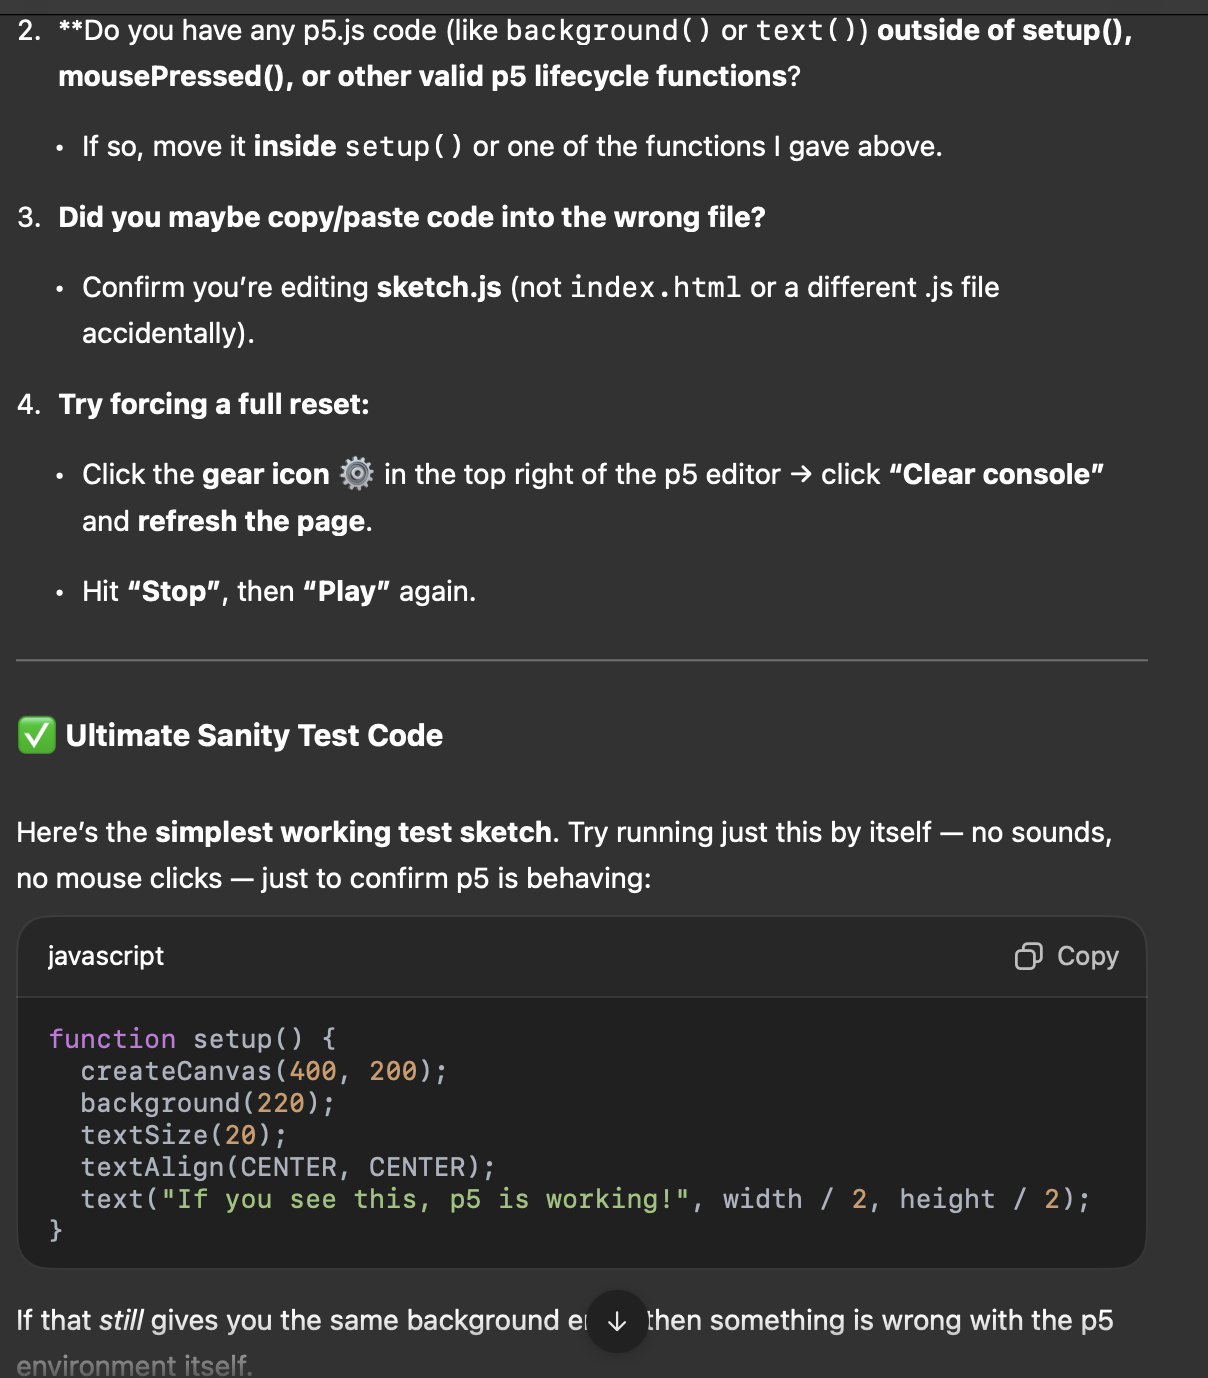 2. **Do you have any p5.js code (like background() or text()) outside of setup(),
mousePressed(), or other valid p5 lifecycle functions?
• If so, move it inside setup() or one of the functions I gave above.
3. Did you maybe copy/paste code into the wrong file?
• Confirm you’re editing sketch.js (not index.html or a different .js file
accidentally).
4. Try forcing a full reset:
• Click the gear icon ⚙️ in the top right of the p5 editor → click “Clear console”
and refresh the page.
• Hit “Stop”, then “Play” again.
✅ Ultimate Sanity Test Code
Here’s the simplest working test sketch. Try running just this by itself — no sounds,
no mouse clicks — just to confirm p5 is behaving:
javascript
Copy
function setup() {
  createCanvas(400, 200);
  background(220);
  textSize(20);
  textAlign(CENTER, CENTER);
  text("If you see this, p5 is working!", width / 2, height / 2);
}
If that still gives you the same background then something is wrong with the p5
environment itself.